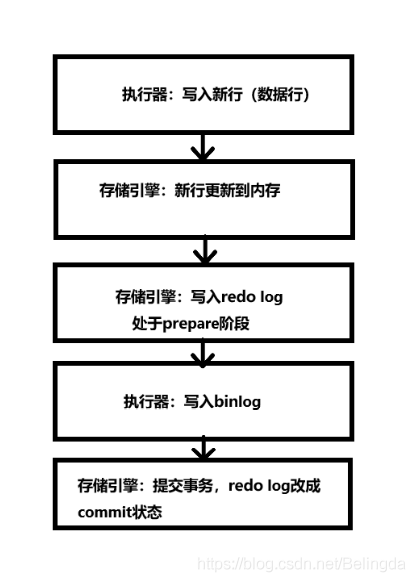 执行器：写入新行（数据行）
存储引擎：新行更新到内存
存储引擎：写入redo log
处于prepare阶段
执行器：写入binlog
存储引擎：提交事务，redo log改成
commit状态
https://blog.csdn.net/Belingda